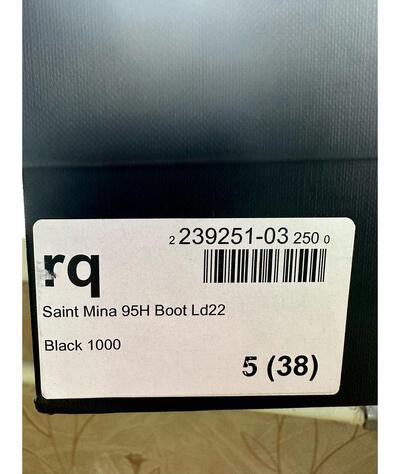 2 239251-03 250 0
rq
Saint Mina 95H Boot Ld22
Black 1000
5 (38)